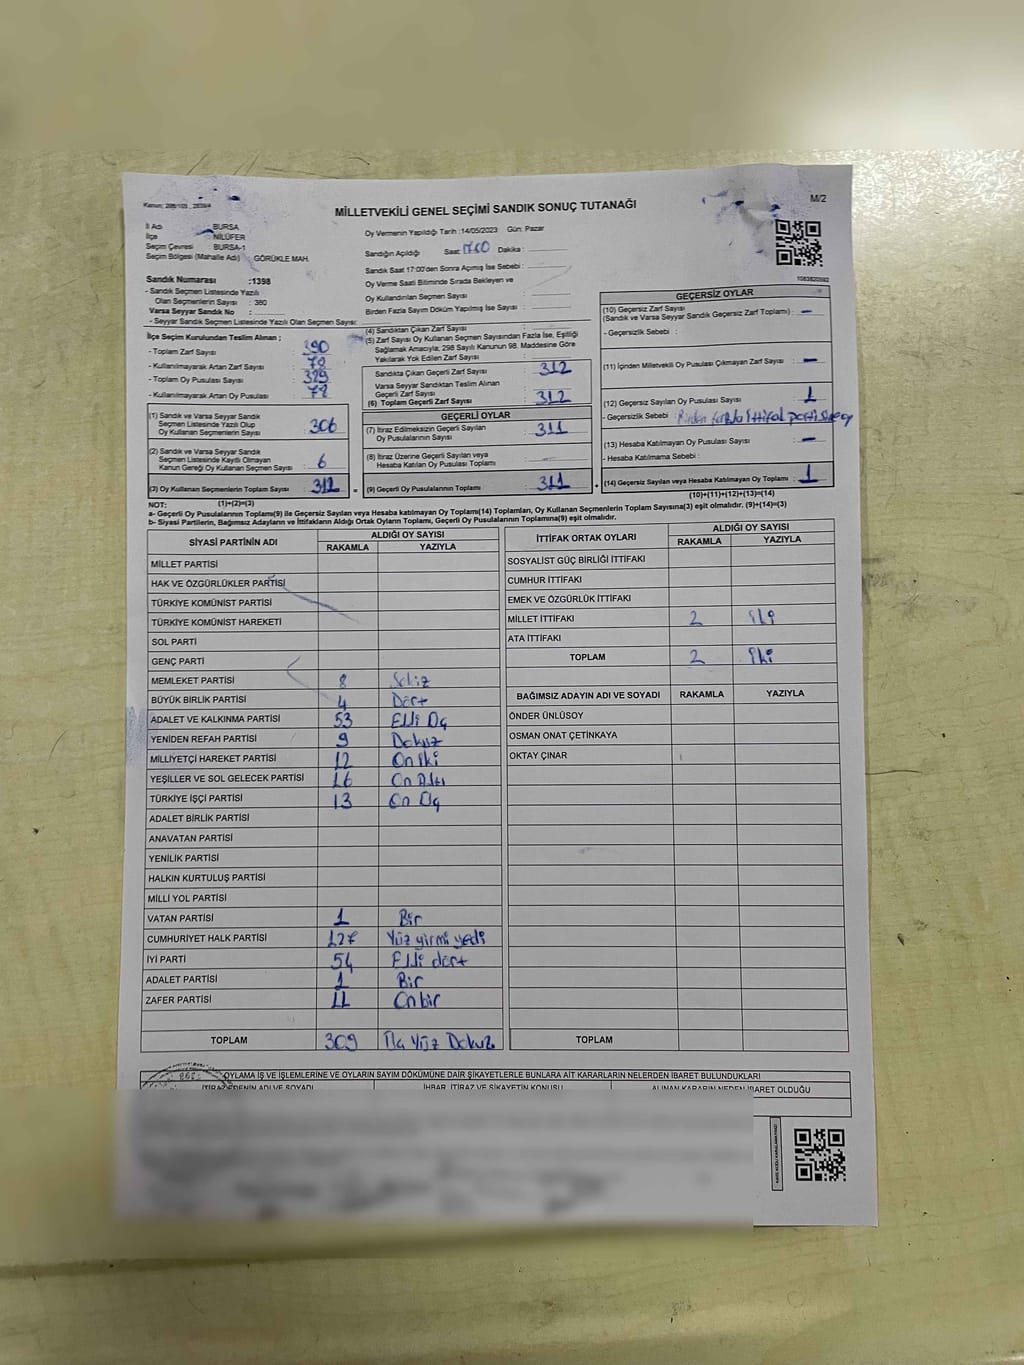 Kanun: 298/105 , 2839/4
M/2
MİLLETVEKİLİ GENEL SEÇİMİ SANDIK SONUÇ TUTANAĞI
İl Adı : BURSA
İlçe : NİLÜFER
Seçim Çevresi : BURSA-1
Seçim Bölgesi (Mahalle Adı) : GÖRÜKLE MAH.
Sandık Numarası :1398
- Sandık Seçmen Listesinde Yazılı
Olan Seçmenlerin Sayısı : 380
Varsa Seyyar Sandık No :
- Seyyar Sandık Seçmen Listesinde Yazılı Olan Seçmen Sayısı:
Oy Vermenin Yapıldığı Tarih :14/05/2023 Gün: Pazar
Sandığın Açıldığı Saat: Dakika :
Sandık Saat 17:00'den Sonra Açımış İse Sebebi :
Oy Verme Saati Bitiminde Sırada Bekleyen ve
Oy Kullandırılan Seçmen Sayısı :
Birden Fazla Sayım Döküm Yapılmış İse Sayısı :
1083820592
İlçe Seçim Kurulundan Teslim Alınan ;
- Toplam Zarf Sayısı : 390
- Kullanılmayarak Artan Zarf Sayısı : 78
- Toplam Oy Pusulası Sayısı :
- Kullanılmayarak Artan Oy Pusulası :
(1) Sandık ve Varsa Seyyar Sandık
Seçmen Listesinde Yazılı Olup
Oy Kullanan Seçmenlerin Sayısı : 306
(2) Sandık ve Varsa Seyyar Sandık
Seçmen Listesinde Kayıtlı Olmayan
Kanun Gereği Oy Kullanan Seçmen Sayısı : 6
(3) Oy Kullanan Seçmenlerin Toplam Sayısı : 312
(1)+(2)=(3)
(4) Sandıktan Çıkan Zarf Sayısı :
(5) Zarf Sayısı Oy Kullanan Seçmen Sayısından Fazla İse, Eşitliği
Sağlamak Amacıyla; 298 Sayılı Kanunun 98. Maddesine Göre
Yakılarak Yok Edilen Zarf Sayısı :
Sandıkta Çıkan Geçerli Zarf Sayısı : 312
Varsa Seyyar Sandıktan Teslim Alınan
Geçerli Zarf Sayısı :
(6) Toplam Geçerli Zarf Sayısı : 312
GEÇERLİ OYLAR
(7) İtiraz Edilmeksizin Geçerli Sayılan
Oy Pusulalarının Sayısı : 311
(8) İtiraz Üzerine Geçerli Sayılan veya
Hesaba Katılan Oy Pusulası Toplamı :
= (9) Geçerli Oy Pusulalarının Toplamı : 311
GEÇERSİZ OYLAR
(10) Geçersiz Zarf Sayısı
(Sandık ve Varsa Seyyar Sandık Geçersiz Zarf Toplamı) : —
-Geçersizlik Sebebi :
(11) İçinden Milletvekili Oy Pusulası Çıkmayan Zarf Sayısı : —
(12) Geçersiz Sayılan Oy Pusulası Sayısı : 1
- Geçersizlik Sebebi : Birden fazla ittifak
(13) Hesaba Katılmayan Oy Pusulası Sayısı : —
- Hesaba Katılmama Sebebi :
+ (14) Geçersiz Sayılan veya Hesaba Katılmayan Oy Toplamı : 1
(10)+(11)+(12)+(13)=(14)
NOT:
a- Geçerli Oy Pusulalarının Toplamı(9) ile Geçersiz Sayılan veya Hesaba katılmayan Oy Toplamı(14) Toplamları, Oy Kullanan Seçmenlerin Toplam Sayısına(3) eşit olmalıdır. (9)+(14)=(3)
b- Siyasi Partilerin, Bağımsız Adayların ve İttifakların Aldığı Ortak Oyların Toplamı, Geçerli Oy Pusulalarının Toplamına(9) eşit olmalıdır.
SİYASİ PARTİNİN ADI ALDIĞI OY SAYISI
RAKAMLA YAZIYLA
MİLLET PARTİSİ
HAK VE ÖZGÜRLÜKLER PARTİSİ
TÜRKİYE KOMÜNİST PARTİSİ
TÜRKİYE KOMÜNİST HAREKETİ
SOL PARTİ
GENÇ PARTİ
MEMLEKET PARTİSİ 8 Sekiz
BÜYÜK BİRLİK PARTİSİ 4 Dört
ADALET VE KALKINMA PARTİSİ 53 Elli Üç
YENİDEN REFAH PARTİSİ 9 Dokuz
MİLLİYETÇİ HAREKET PARTİSİ 12 On iki
YEŞİLLER VE SOL GELECEK PARTİSİ 16 On Altı
TÜRKİYE İŞÇİ PARTİSİ 13 On Üç
ADALET BİRLİK PARTİSİ
ANAVATAN PARTİSİ
YENİLİK PARTİSİ
HALKIN KURTULUŞ PARTİSİ
MİLLİ YOL PARTİSİ
VATAN PARTİSİ 1 Bir
CUMHURİYET HALK PARTİSİ 127 Yüz yirmi yedi
İYİ PARTİ 54 Elli dört
ADALET PARTİSİ 1 Bir
ZAFER PARTİSİ 11 On bir
TOPLAM 309 Üç Yüz Dokuz
İTTİFAK ORTAK OYLARI ALDIĞI OY SAYISI
RAKAMLA YAZIYLA
SOSYALİST GÜÇ BİRLİĞİ İTTİFAKI
CUMHUR İTTİFAKI
EMEK VE ÖZGÜRLÜK İTTİFAKI
MİLLET İTTİFAKI 2 iki
ATA İTTİFAKI
TOPLAM 2 iki
BAĞIMSIZ ADAYIN ADI VE SOYADI RAKAMLA YAZIYLA
ÖNDER ÜNLÜSOY
OSMAN ONAT ÇETİNKAYA
OKTAY ÇINAR
TOPLAM
OYLAMA İŞ VE İŞLEMLERİNE VE OYLARIN SAYIM DÖKÜMÜNE DAİR ŞİKAYETLERLE BUNLARA AİT KARARLARIN NELERDEN İBARET BULUNDUKLARI
İTİRAZ EDENİN ADI VE SOYADI İHBAR, İTİRAZ VE ŞİKAYETİN KONUSU ALINAN KARARIN NEDEN İBARET OLDUĞU